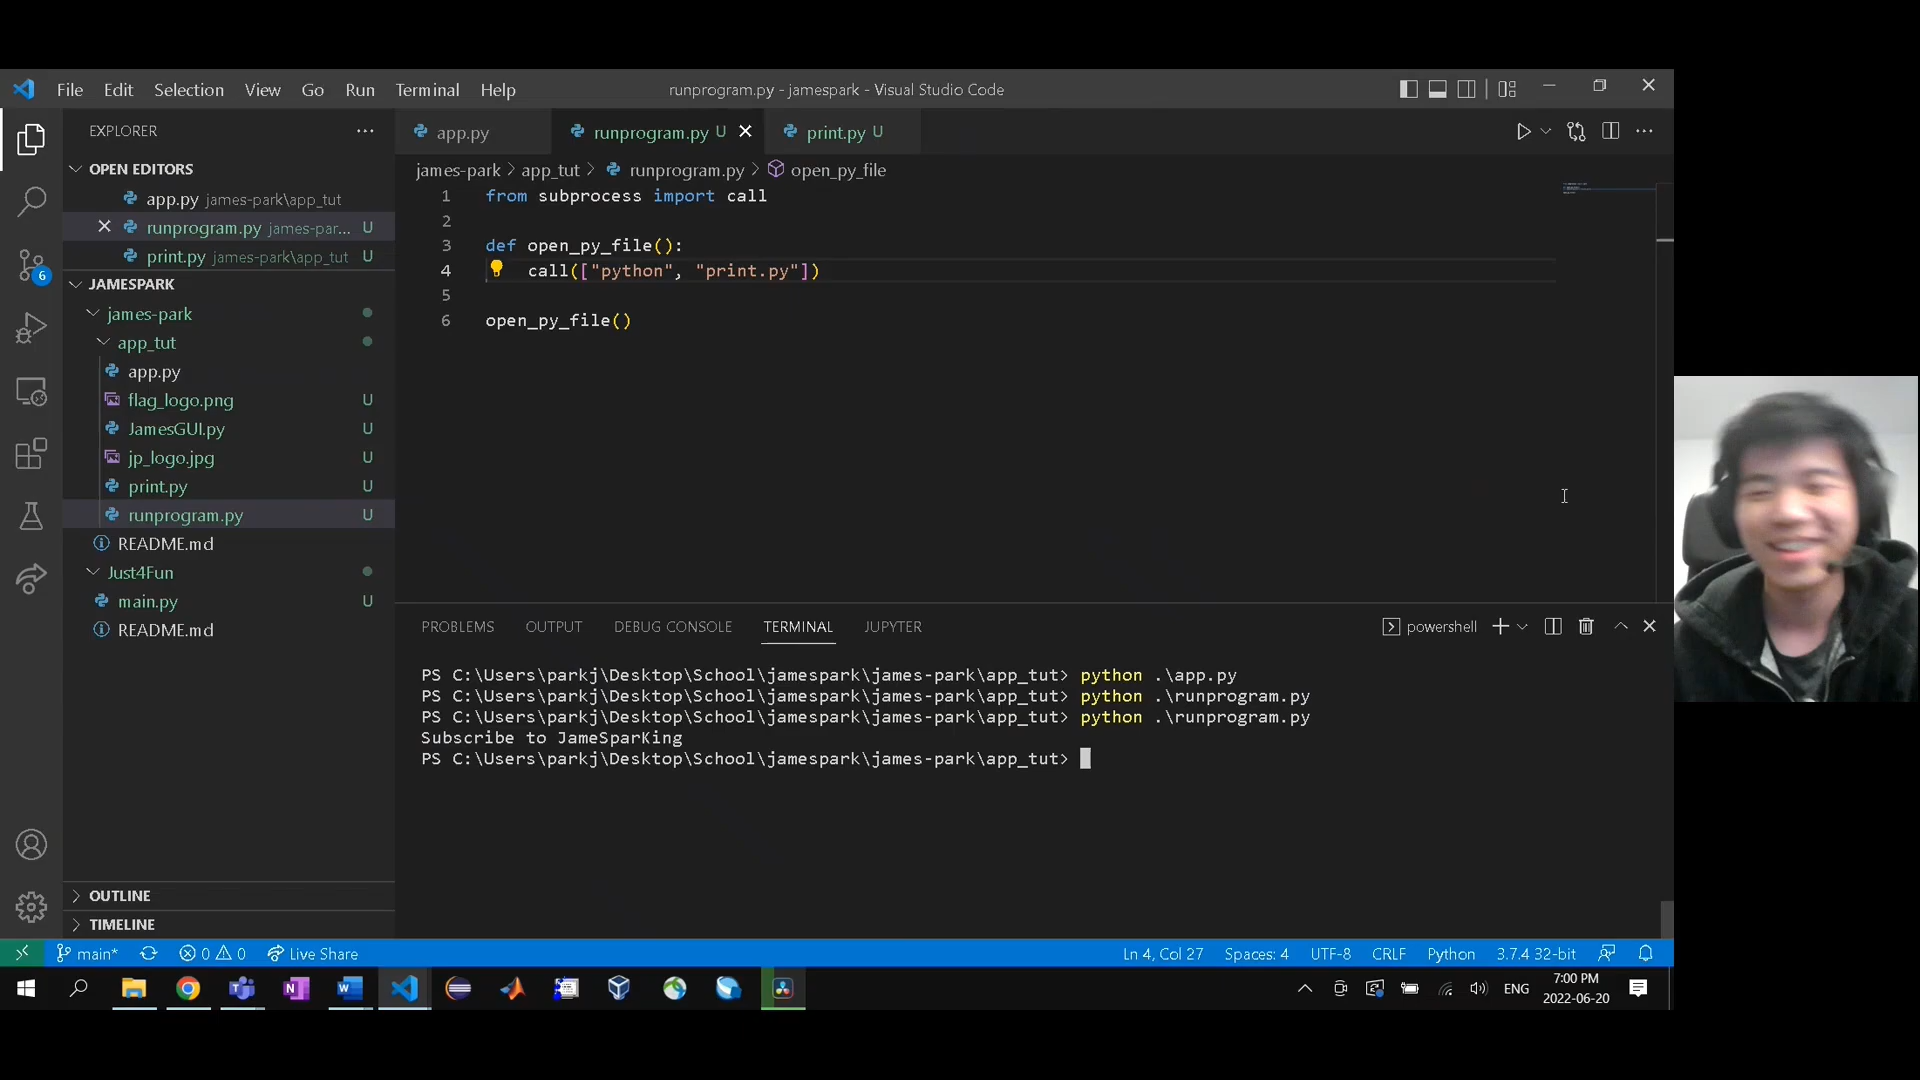 File Edit Selection View Go Run Terminal Help
runprogram.py - jamespark - Visual Studio Code
EXPLORER
OPEN EDITORS
app.py james-park\app_tut
runprogram.py james-par... U
print.py james-park\app_tut U
JAMESPARK
james-park
app_tut
app.py
flag_logo.png U
JamesGUI.py U
jp_logo.jpg U
print.py U
runprogram.py U
README.md
Just4Fun
main.py U
README.md
OUTLINE
TIMELINE
6
app.py runprogram.py U print.py U
james-park > app_tut > runprogram.py > open_py_file
1 from subprocess import call
2
3 def open_py_file():
4 call(["python", "print.py"])
5
6 open_py_file()
PROBLEMS OUTPUT DEBUG CONSOLE TERMINAL JUPYTER
powershell
PS C:\Users\parkj\Desktop\School\jamespark\james-park\app_tut> python .\app.py
PS C:\Users\parkj\Desktop\School\jamespark\james-park\app_tut> python .\runprogram.py
PS C:\Users\parkj\Desktop\School\jamespark\james-park\app_tut> python .\runprogram.py
Subscribe to JameSparKing
PS C:\Users\parkj\Desktop\School\jamespark\james-park\app_tut>
main* 0 0 Live Share
Ln 4, Col 27 Spaces: 4 UTF-8 CRLF Python 3.7.4 32-bit
ENG
7:00 PM
2022-06-20